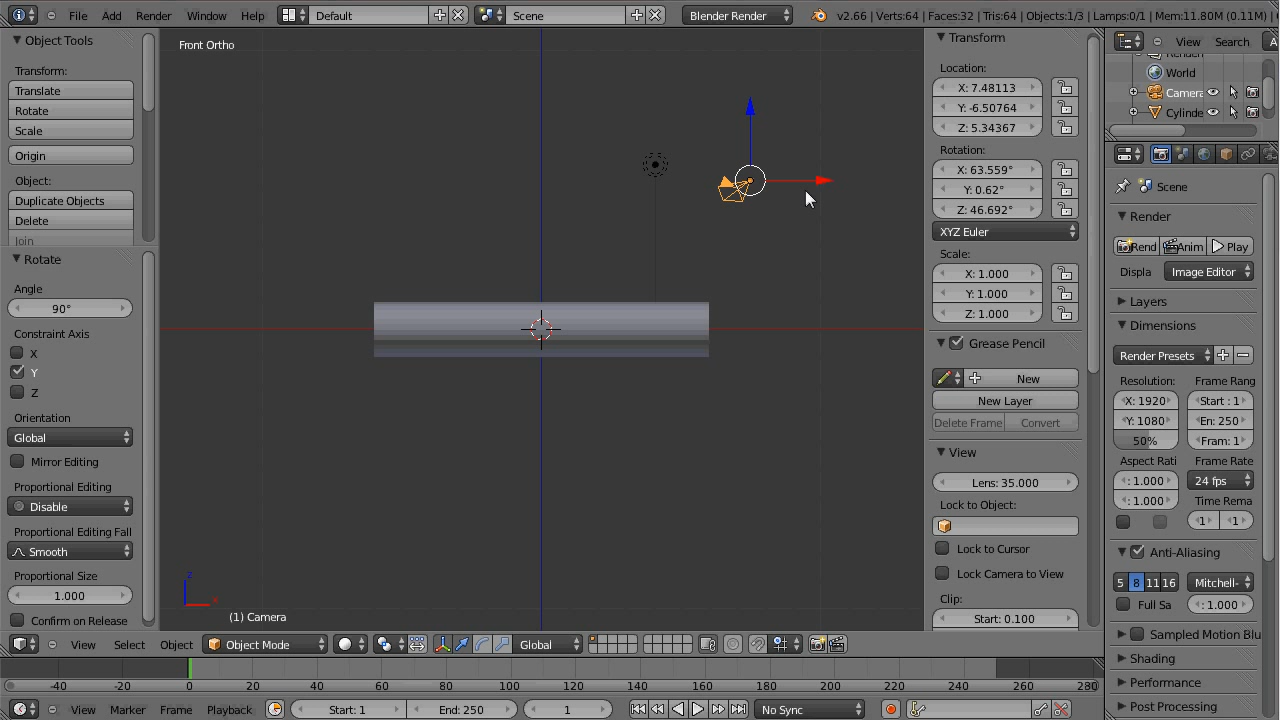 File Add Render Window Help Default Scene Blender Render v2.66 | Verts:64 | Faces:32 | Tris:64 | Objects:1/3 | Lamps:0/1 | Mem:11.80M (0.11M) |
Object Tools
Transform:
Translate
Rotate
Scale
Origin
Object:
Duplicate Objects
Delete
Join
Rotate
Angle
90°
Constraint Axis
X
Y
Z
Orientation
Global
Mirror Editing
Proportional Editing
Disable
Proportional Editing Fall
Smooth
Proportional Size
1.000
Confirm on Release
Front Ortho
z
x
(1) Camera
Transform
Location:
X: 7.48113
Y: -6.50764
Z: 5.34367
Rotation:
X: 63.559°
Y: 0.62°
Z: 46.692°
XYZ Euler
Scale:
X: 1.000
Y: 1.000
Z: 1.000
Grease Pencil
New
New Layer
Delete Frame Convert
View
Lens: 35.000
Lock to Object:
Lock to Cursor
Lock Camera to View
Clip:
Start: 0.100
View Search A
World
Camera
Cylinde
Scene
Render
Rend Anim Play
Displa Image Editor
Layers
Dimensions
Render Presets
Resolution: Frame Rang
X: 1920 Start : 1
Y: 1080 En: 250
50% Fram: 1
Aspect Rati Frame Rate
: 1.000 24 fps
: 1.000 Time Rema
1 1
Anti-Aliasing
5 8 11 16 Mitchell-
Full Sa : 1.000
Sampled Motion Blu
Shading
Performance
Post Processing
View Select Object Object Mode Global
-40 -20 0 20 40 60 80 100 120 140 160 180 200 220 240 260 280
View Marker Frame Playback Start: 1 End: 250 1 No Sync